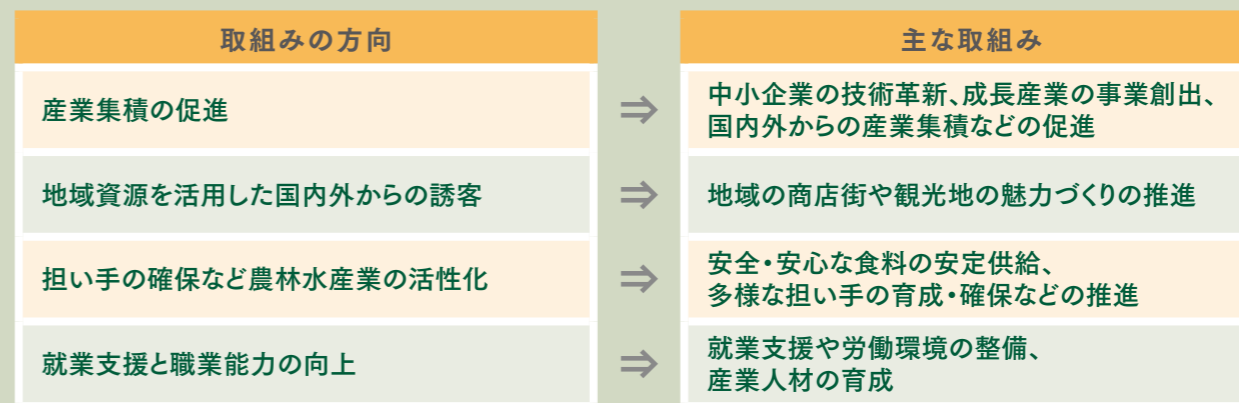 取組みの方向
主な取組み
産業集積の促進
⇒
中小企業の技術革新、成長産業の事業創出、
国内外からの産業集積などの促進
地域資源を活用した国内外からの誘客
⇒
地域の商店街や観光地の魅力づくりの推進
担い手の確保など農林水産業の活性化
⇒
安全・安心な食料の安定供給、
多様な担い手の育成・確保などの推進
就業支援と職業能力の向上
⇒
就業支援や労働環境の整備、
産業人材の育成